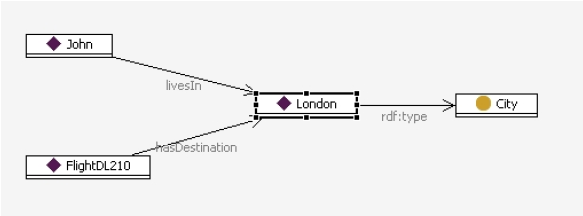 John
livesIn
London
City
rdf:type
hasDestination
FlightDL210